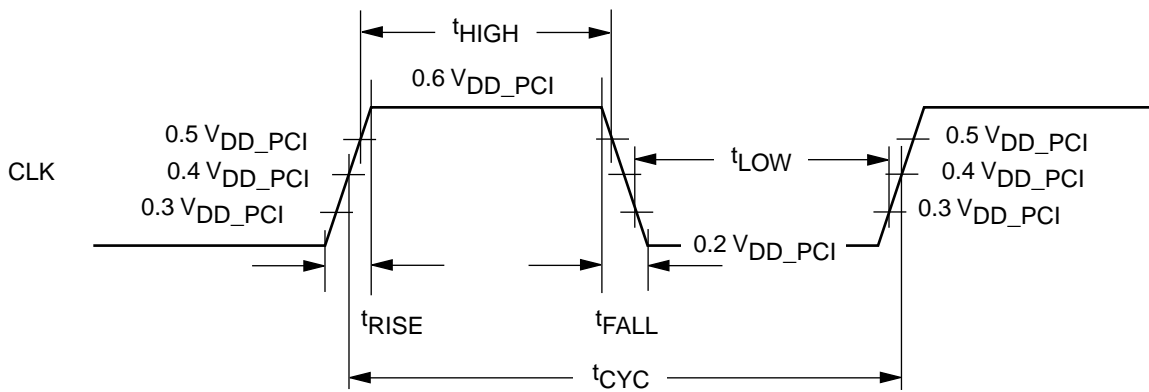 tHIGH
0.6 VDD_PCI
0.5 VDD_PCI
0.5 VDD_PCI
tLOW
CLK
0.4 VDD_PCI
0.4 VDD_PCI
0.3 VDD_PCI
0.3 VDD_PCI
0.2 VDD_PCI
tRISE
tFALL
tCYC